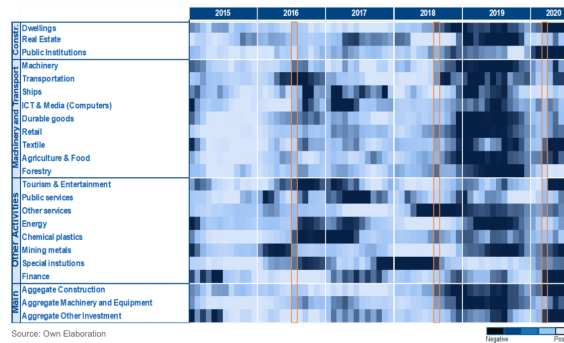 2015 2016 2017 2018 2019 2020
Constr.
Dwellings
Real Estate
Public Institutions
Machinery and Transport
Machinery
Transportation
Ships
ICT & Media (Computers)
Durable goods
Retail
Textile
Agriculture & Food
Forestry
Other Activities
Tourism & Entertainment
Public services
Other services
Energy
Chemical plastics
Mining metals
Special instutions
Finance
Main
Aggegate Construction
Aggregate Machinery and Equipment
Aggregate Other Investment
Source: Own Elaboration
Negative Pos